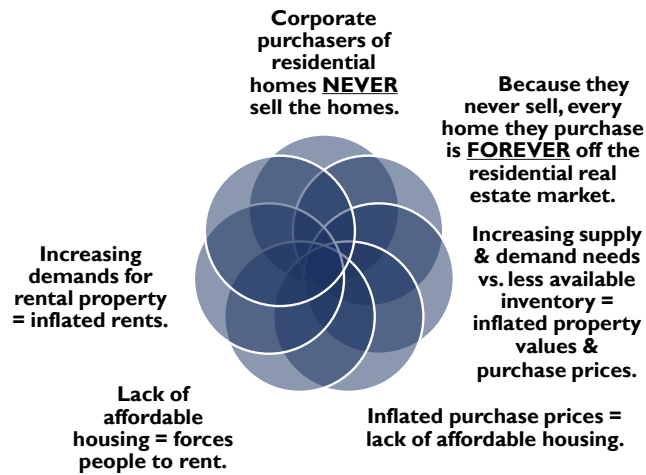 Corporate
purchasers of
residential
homes NEVER
sell the homes.
Because they
never sell, every
home they purchase
is FOREVER off the
residential real
estate market.
Increasing supply
& demand needs
vs. less available
inventory =
inflated property
values &
purchase prices.
Inflated purchase prices =
lack of affordable housing.
Lack of
affordable
housing = forces
people to rent.
Increasing
demands for
rental property
= inflated rents.